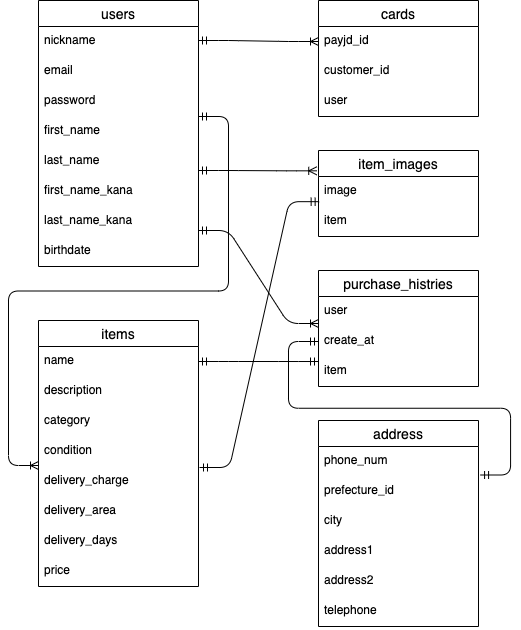 users
nickname
email
password
first_name
last_name
first_name_kana
last_name_kana
birthdate
items
name
description
category
condition
delivery_charge
delivery_area
delivery_days
price
cards
payjd_id
customer_id
user
item_images
image
item
purchase_histries
user
create_at
item
address
phone_num
prefecture_id
city
address1
address2
telephone